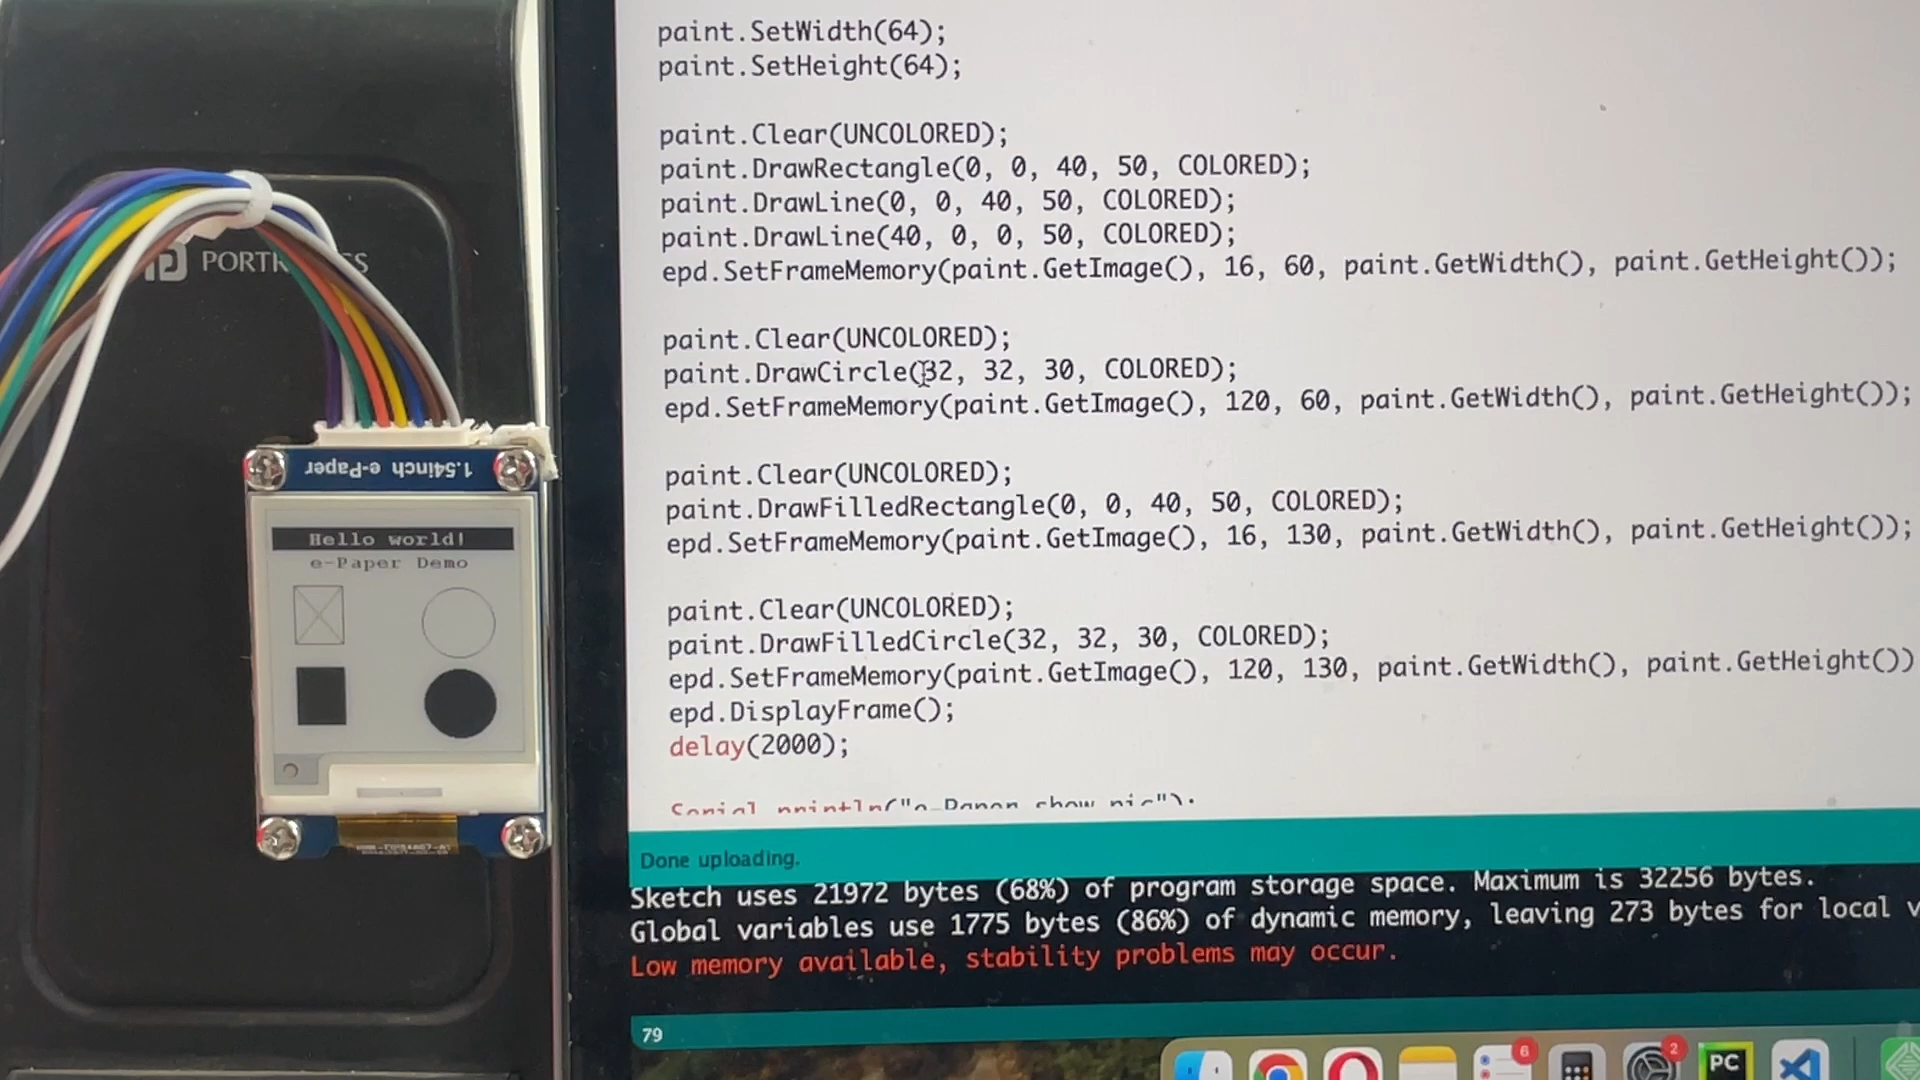 paint.SetWidth(64);
paint.SetHeight(64);
paint.Clear(UNCOLORED);
paint.DrawRectangle(0, 0, 40, 50, COLORED);
paint.DrawLine(0, 0, 40, 50, COLORED);
paint.DrawLine(40, 0, 0, 50, COLORED);
epd.SetFrameMemory(paint.GetImage(), 16, 60, paint.GetWidth(), paint.GetHeight());
paint.Clear(UNCOLORED);
paint.DrawCircle(32, 32, 30, COLORED);
epd.SetFrameMemory(paint.GetImage(), 120, 60, paint.GetWidth(), paint.GetHeight());
paint.Clear(UNCOLORED);
paint.DrawFilledRectangle(0, 0, 40, 50, COLORED);
epd.SetFrameMemory(paint.GetImage(), 16, 130, paint.GetWidth(), paint.GetHeight());
paint.Clear(UNCOLORED);
paint.DrawFilledCircle(32, 32, 30, COLORED);
epd.SetFrameMemory(paint.GetImage(), 120, 130, paint.GetWidth(), paint.GetHeight())
epd.DisplayFrame();
delay(2000);
Serial println("e-Paper show pic");
Done uploading.
Sketch uses 21972 bytes (68%) of program storage space. Maximum is 32256 bytes.
Global variables use 1775 bytes (86%) of dynamic memory, leaving 273 bytes for local v
Low memory available, stability problems may occur.
79
6
2
PC
1.54inch e-Paper
Hello world!
e-Paper Demo